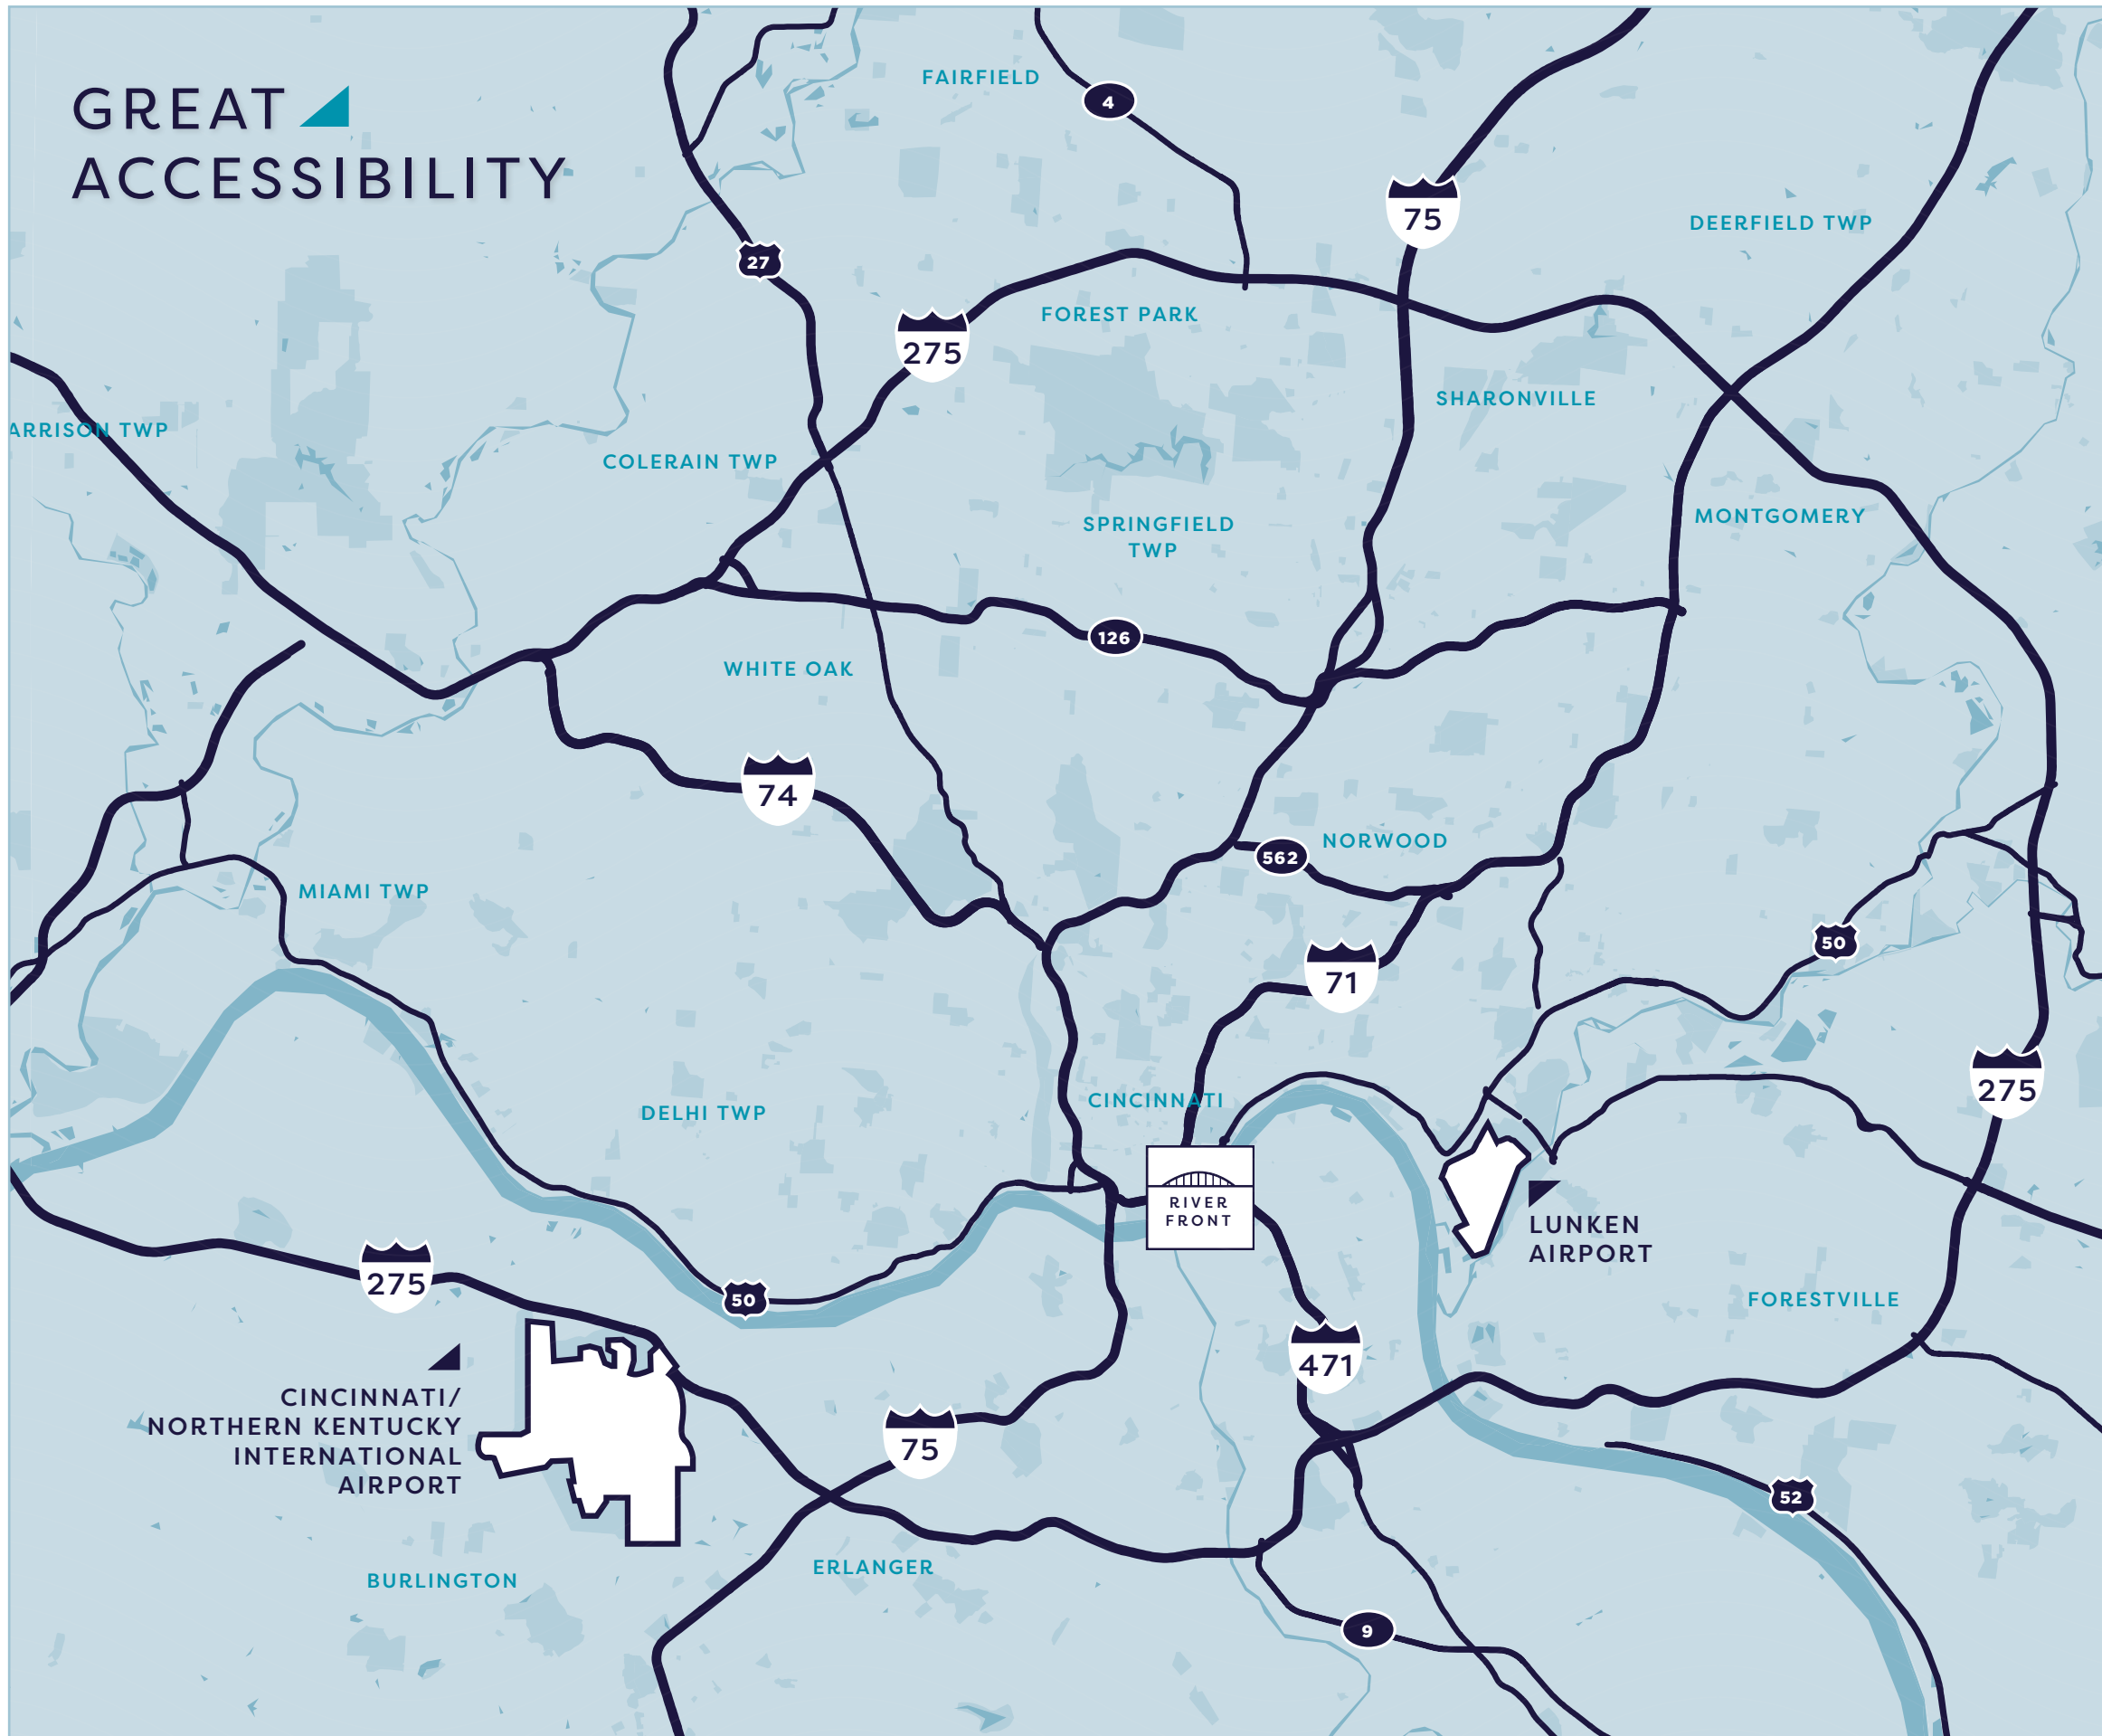 GREAT
ACCESSIBILITY
FAIRFIELD
4
75
DEERFIELD TWP
27
FOREST PARK
275
SHARONVILLE
ARRISON TWP
COLERAIN TWP
SPRINGFIELD
TWP
MONTGOMERY
126
WHITE OAK
74
562
NORWOOD
MIAMI TWP
50
71
275
CINCINNATI
DELHI TWP
RIVER
FRONT
LUNKEN
AIRPORT
275
50
FORESTVILLE
471
CINCINNATI/
NORTHERN KENTUCKY
INTERNATIONAL
AIRPORT
75
52
ERLANGER
BURLINGTON
9